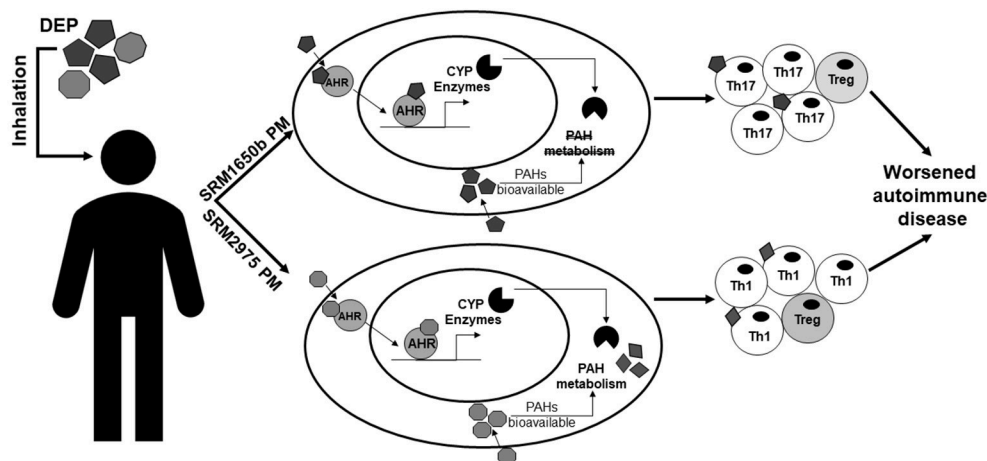 DEP
Inhalation
SRM1650b PM
SRM2975 PM
AHR
AHR
CYP
Enzymes
PAH
metabolism
PAHs
bioavailable
Th17
Th17
Treg
Th17
Th17
AHR
AHR
CYP
Enzymes
PAH
metabolism
PAHs
bioavailable
Th1
Th1
Th1
Th1
Treg
Worsened
autoimmune
disease